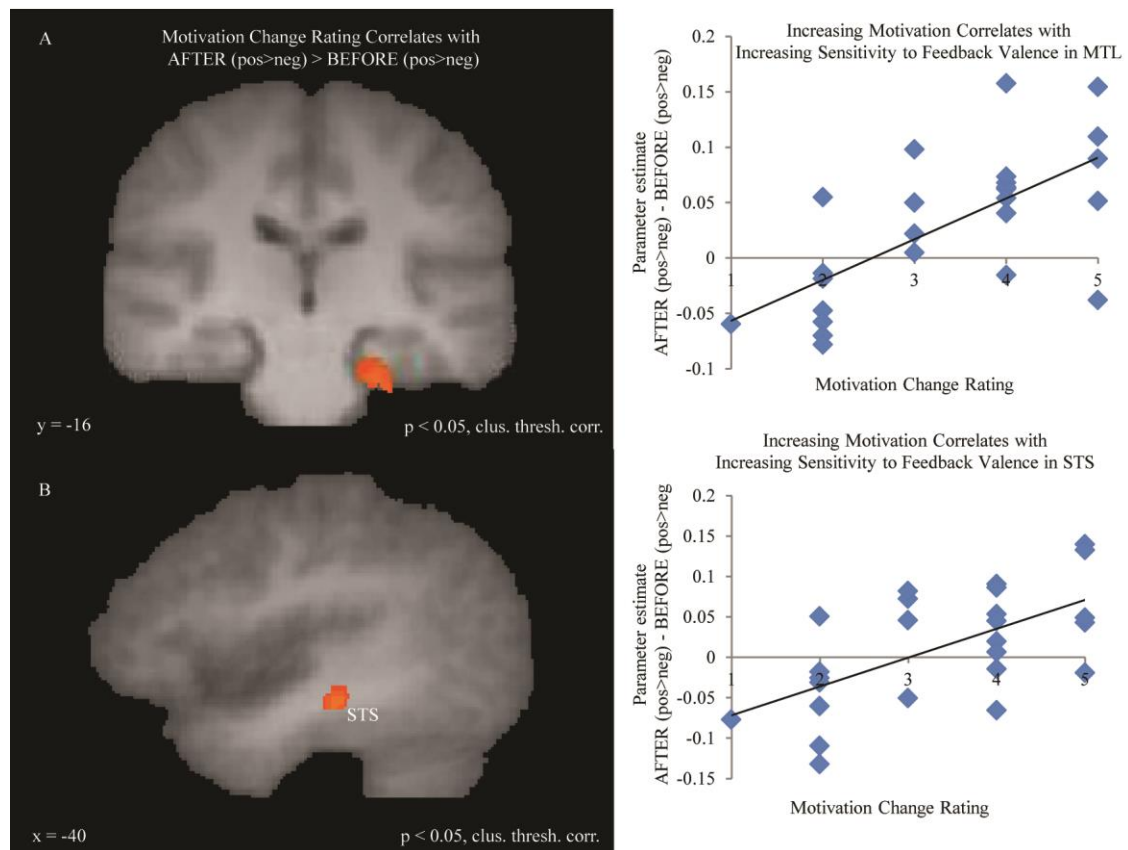 A
Motivation Change Rating Correlates with
AFTER (pos>neg) > BEFORE (pos>neg)
y = -16
p < 0.05, clus. thresh. corr.
Increasing Motivation Correlates with
Increasing Sensitivity to Feedback Valence in MTL
Parameter estimate
AFTER (pos>neg) - BEFORE (pos>neg)
0.2
0.15
0.1
0.05
0
-0.05
-0.1
1
2
3
4
5
Motivation Change Rating
B
STS
x = -40
p < 0.05, clus. thresh. corr.
Increasing Motivation Correlates with
Increasing Sensitivity to Feedback Valence in STS
Parameter estimate
AFTER (pos>neg) - BEFORE (pos>neg
0.2
0.15
0.1
0.05
0
-0.05
-0.1
-0.15
1
2
3
4
5
Motivation Change Rating